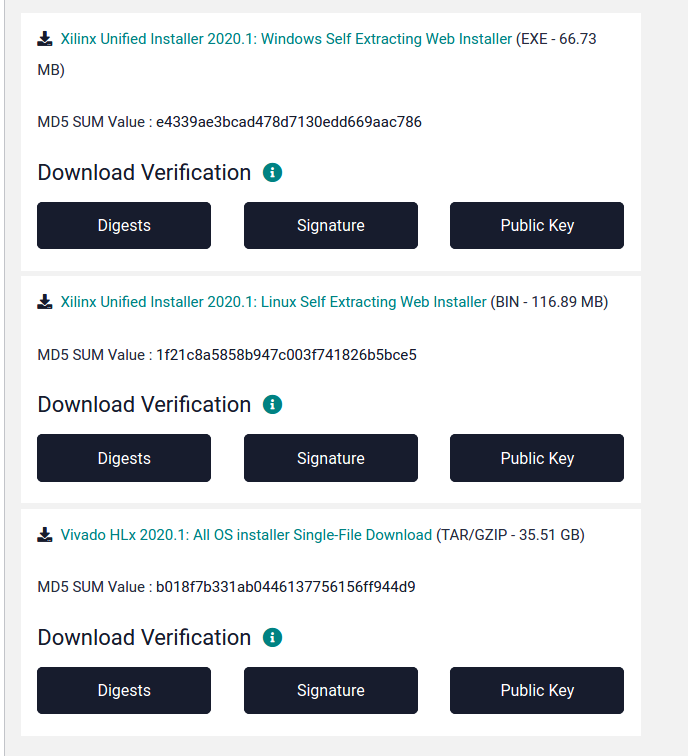 Xilinx Unified Installer 2020.1: Windows Self Extracting Web Installer (EXE - 66.73
MB)
MD5 SUM Value : e4339ae3bcad478d7130edd669aac786
Download Verification
Digests Signature Public Key
Xilinx Unified Installer 2020.1: Linux Self Extracting Web Installer (BIN - 116.89 MB)
MD5 SUM Value : 1f21c8a5858b947c003f741826b5bce5
Download Verification
Digests Signature Public Key
Vivado HLx 2020.1: All OS installer Single-File Download (TAR/GZIP - 35.51 GB)
MD5 SUM Value : b018f7b331ab0446137756156ff944d9
Download Verification
Digests Signature Public Key